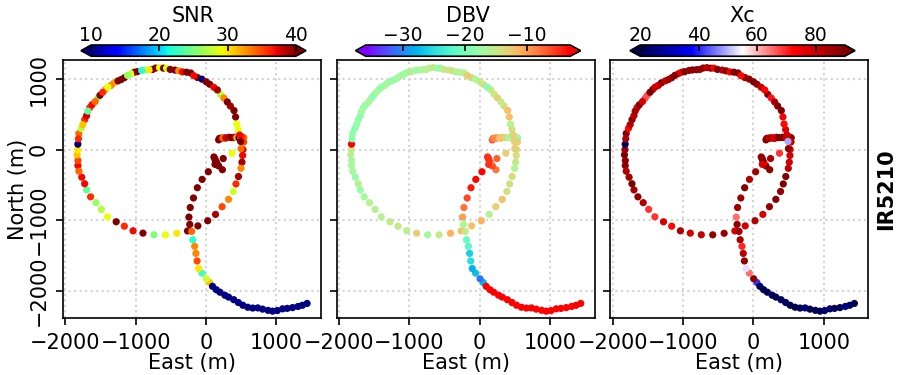 SNR DBV Xc
10 20 30 40 −30 −20 −10 20 40 60 80
1000
0
−1000
−2000
North (m)
IR5210
−2000 −1000 0 1000 −2000 −1000 0 1000 −2000 −1000 0 1000
East (m) East (m) East (m)